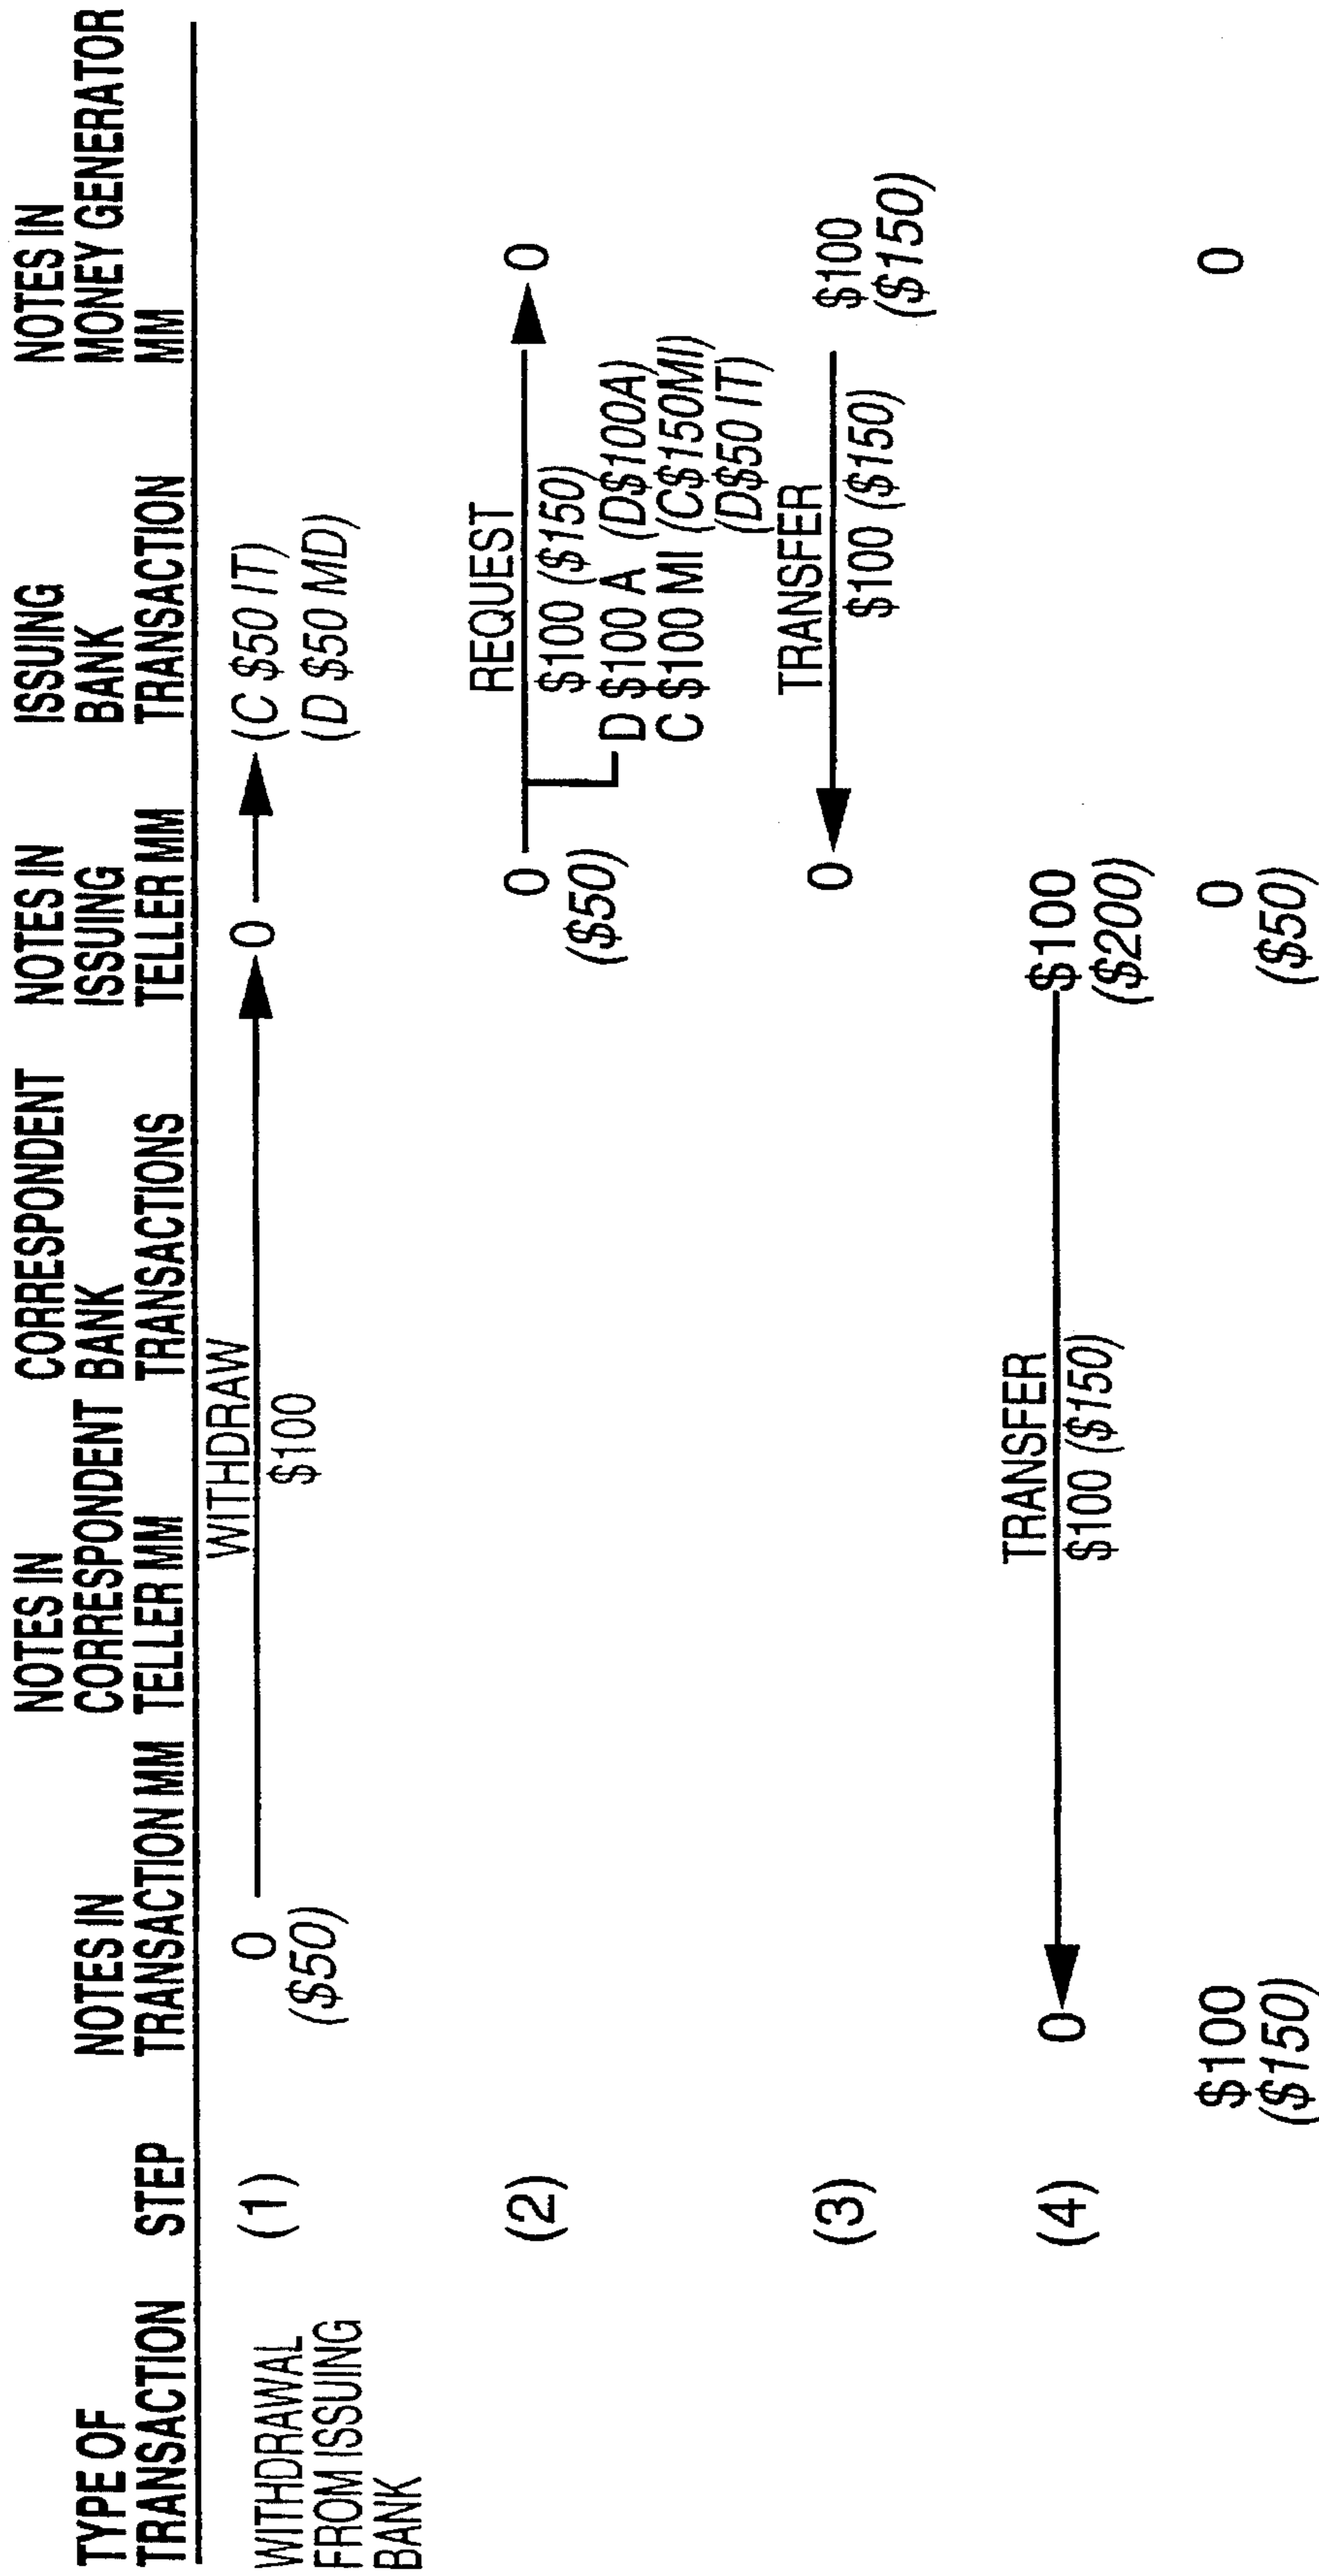 TYPE OF
TRANSACTION
STEP
NOTES IN
TRANSACTION MM
NOTES IN
CORRESPONDENT
TELLER MM
CORRESPONDENT
BANK
TRANSACTIONS
NOTES IN
ISSUING
TELLER MM
ISSUING
BANK
TRANSACTION
NOTES IN
MONEY GENERATOR
MM
WITHDRAWAL
FROM ISSUING
BANK
(1)
0
($50)
WITHDRAW
$100
0
(C $50 IT)
(D $50 MD)
(2)
0
($50)
REQUEST
$100 ($150)
D $100 A (D$100A)
C $100 MI (C$150MI)
(D$50 IT)
0
(3)
0
TRANSFER
$100 ($150)
$100
($150)
(4)
0
TRANSFER
$100 ($150)
$100
($200)
$100
($150)
0
($50)
0